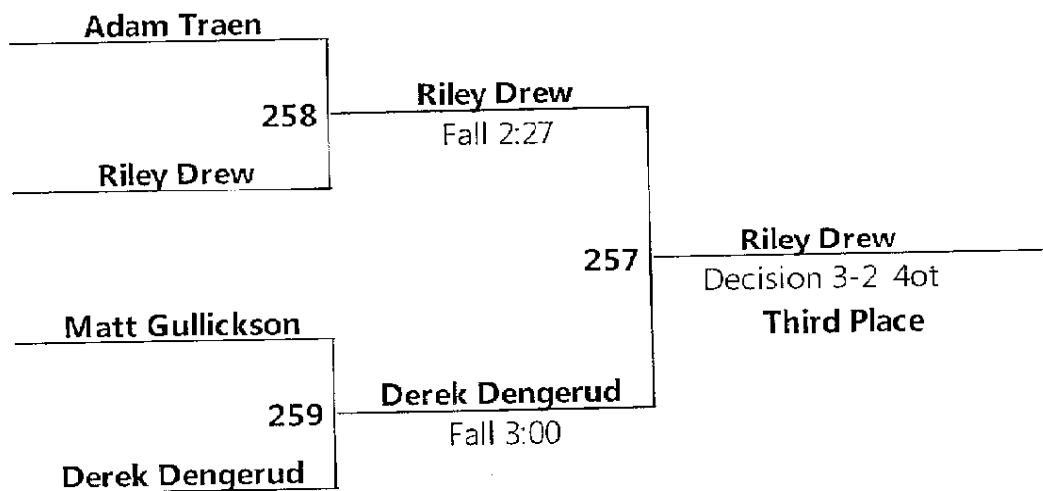 Adam Traen
258
Riley Drew
Fall 2:27
Riley Drew
257
Riley Drew
Decision 3-2 4ot
Third Place
Matt Gullickson
259
Derek Dengerud
Fall 3:00
Derek Dengerud